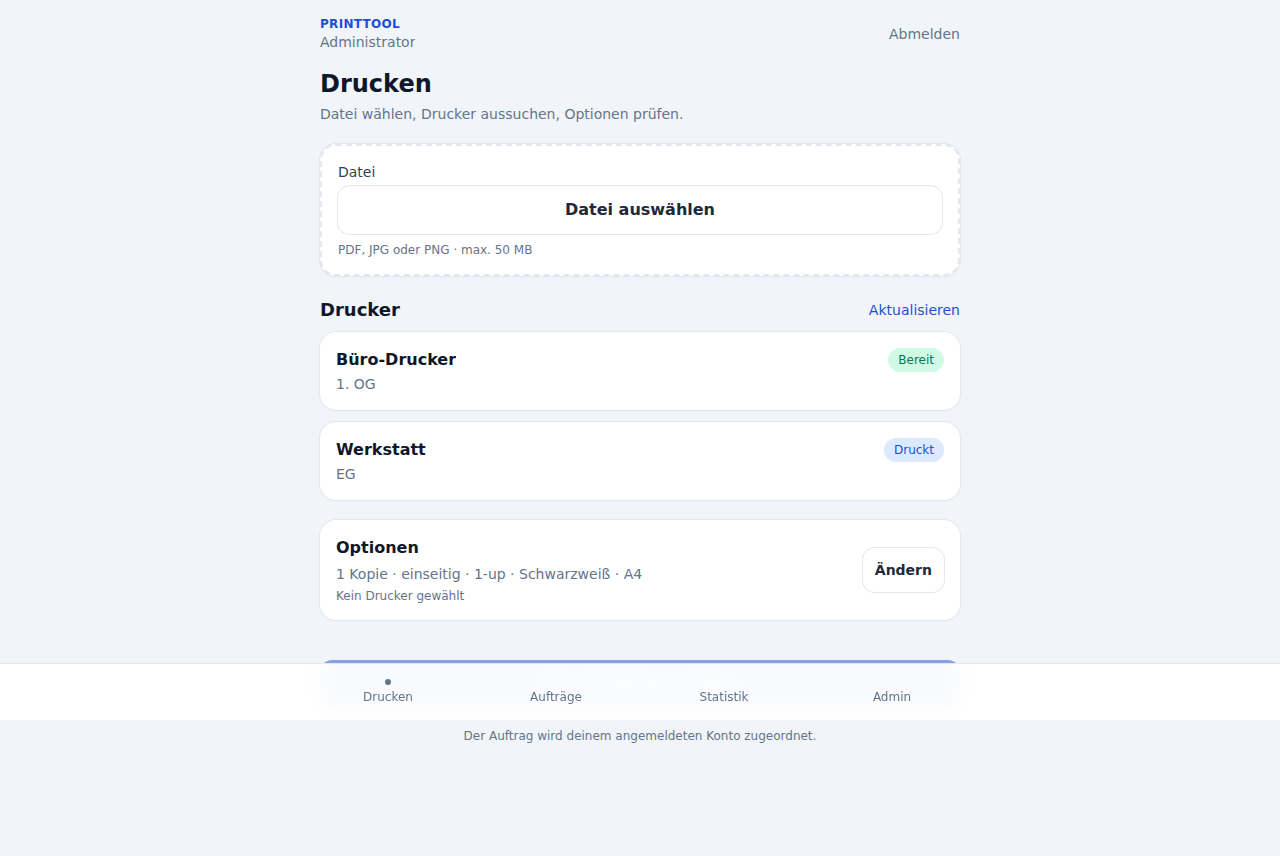 PRINTTOOL
Administrator
Abmelden
Drucken
Datei wählen, Drucker aussuchen, Optionen prüfen.
Datei
Datei auswählen
PDF, JPG oder PNG · max. 50 MB
Drucker
Aktualisieren
Büro-Drucker
Bereit
1. OG
Werkstatt
Druckt
EG
Optionen
1 Kopie · einseitig · 1-up · Schwarzweiß · A4
Kein Drucker gewählt
Ändern
Drucken
Aufträge
Statistik
Admin
Der Auftrag wird deinem angemeldeten Konto zugeordnet.